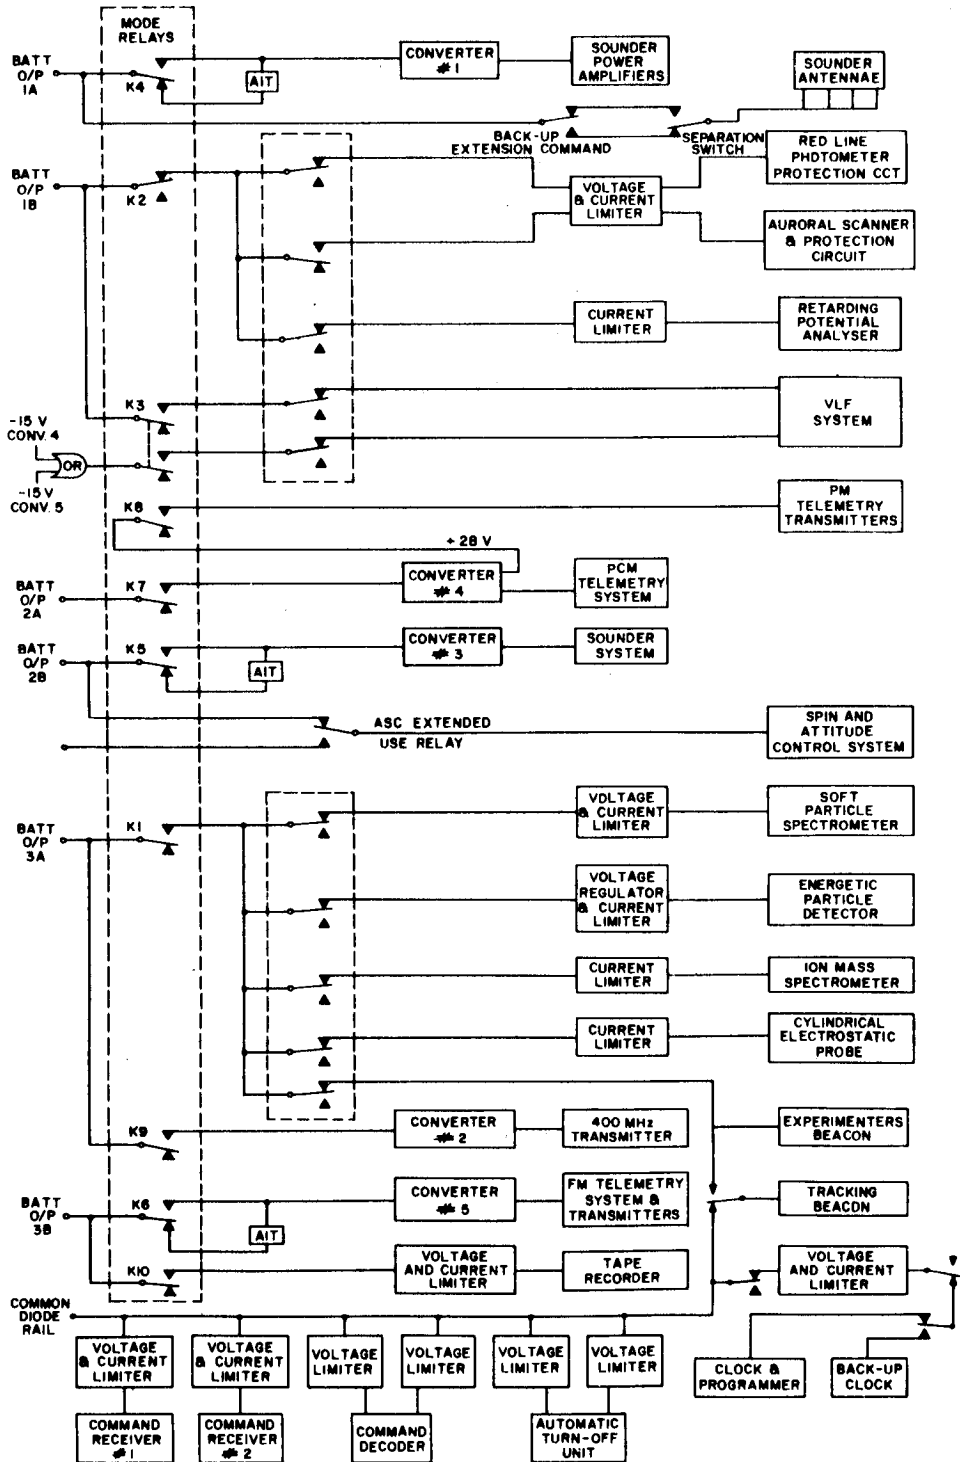 MODE
RELAYS
BATT
O/P
1A
K4
AIT
CONVERTER
#1
SOUNDER
POWER
AMPLIFIERS
SOUNDER
ANTENNAE
BACK-UP
EXTENSION COMMAND
SEPARATION
SWITCH
RED LINE
PHDTOMETER
PROTECTION CCT
BATT
O/P
1B
K2
VOLTAGE
& CURRENT
LIMITER
AURORAL SCANNER
& PROTECTION
CIRCUIT
CURRENT
LIMITER
RETARDING
POTENTIAL
ANALYSER
K3
VLF
SYSTEM
-15 V
CONV. 4
OR
-15 V
CONV. 5
K8
PM
TELEMETRY
TRANSMITTERS
+ 28 V
BATT
O/P
2A
K7
CONVERTER
#4
PCM
TELEMETRY
SYSTEM
BATT
O/P
2B
K5
AIT
CONVERTER
#3
SOUNDER
SYSTEM
ASC EXTENDED
USE RELAY
SPIN AND
ATTITUDE
CONTROL SYSTEM
BATT
O/P
3A
K1
VDLTAGE
& CURRENT
LIMITER
SOFT
PARTICLE
SPECTROMETER
VOLTAGE
REGULATOR
& CURRENT
LIMITER
ENERGETIC
PARTICLE
DETECTOR
CURRENT
LIMITER
ION MASS
SPECTROMETER
CURRENT
LIMITER
CYLINDRICAL
ELECTROSTATIC
PROBE
K9
CONVERTER
#2
400 MHz
TRANSMITTER
EXPERIMENTERS
BEACON
BATT
O/P
3B
K6
AIT
CONVERTER
#5
FM TELEMETRY
SYSTEM &
TRANSMITTERS
TRACKING
BEACDN
K10
VOLTAGE
AND CURRENT
LIMITER
TAPE
RECORDER
VOLTAGE
AND CURRENT
LIMITER
COMMON
DIODE
RAIL
VOLTAGE
& CURRENT
LIMITER
VOLTAGE
& CURRENT
LIMITER
VOLTAGE
LIMITER
VOLTAGE
LIMITER
VOLTAGE
LIMITER
VOLTAGE
LIMITER
CLOCK &
PROGRAMMER
BACK-UP
CLOCK
COMMAND
RECEIVER
#1
COMMAND
RECEIVER
#2
COMMAND
DECODER
AUTOMATIC
TURN-OFF
UNIT